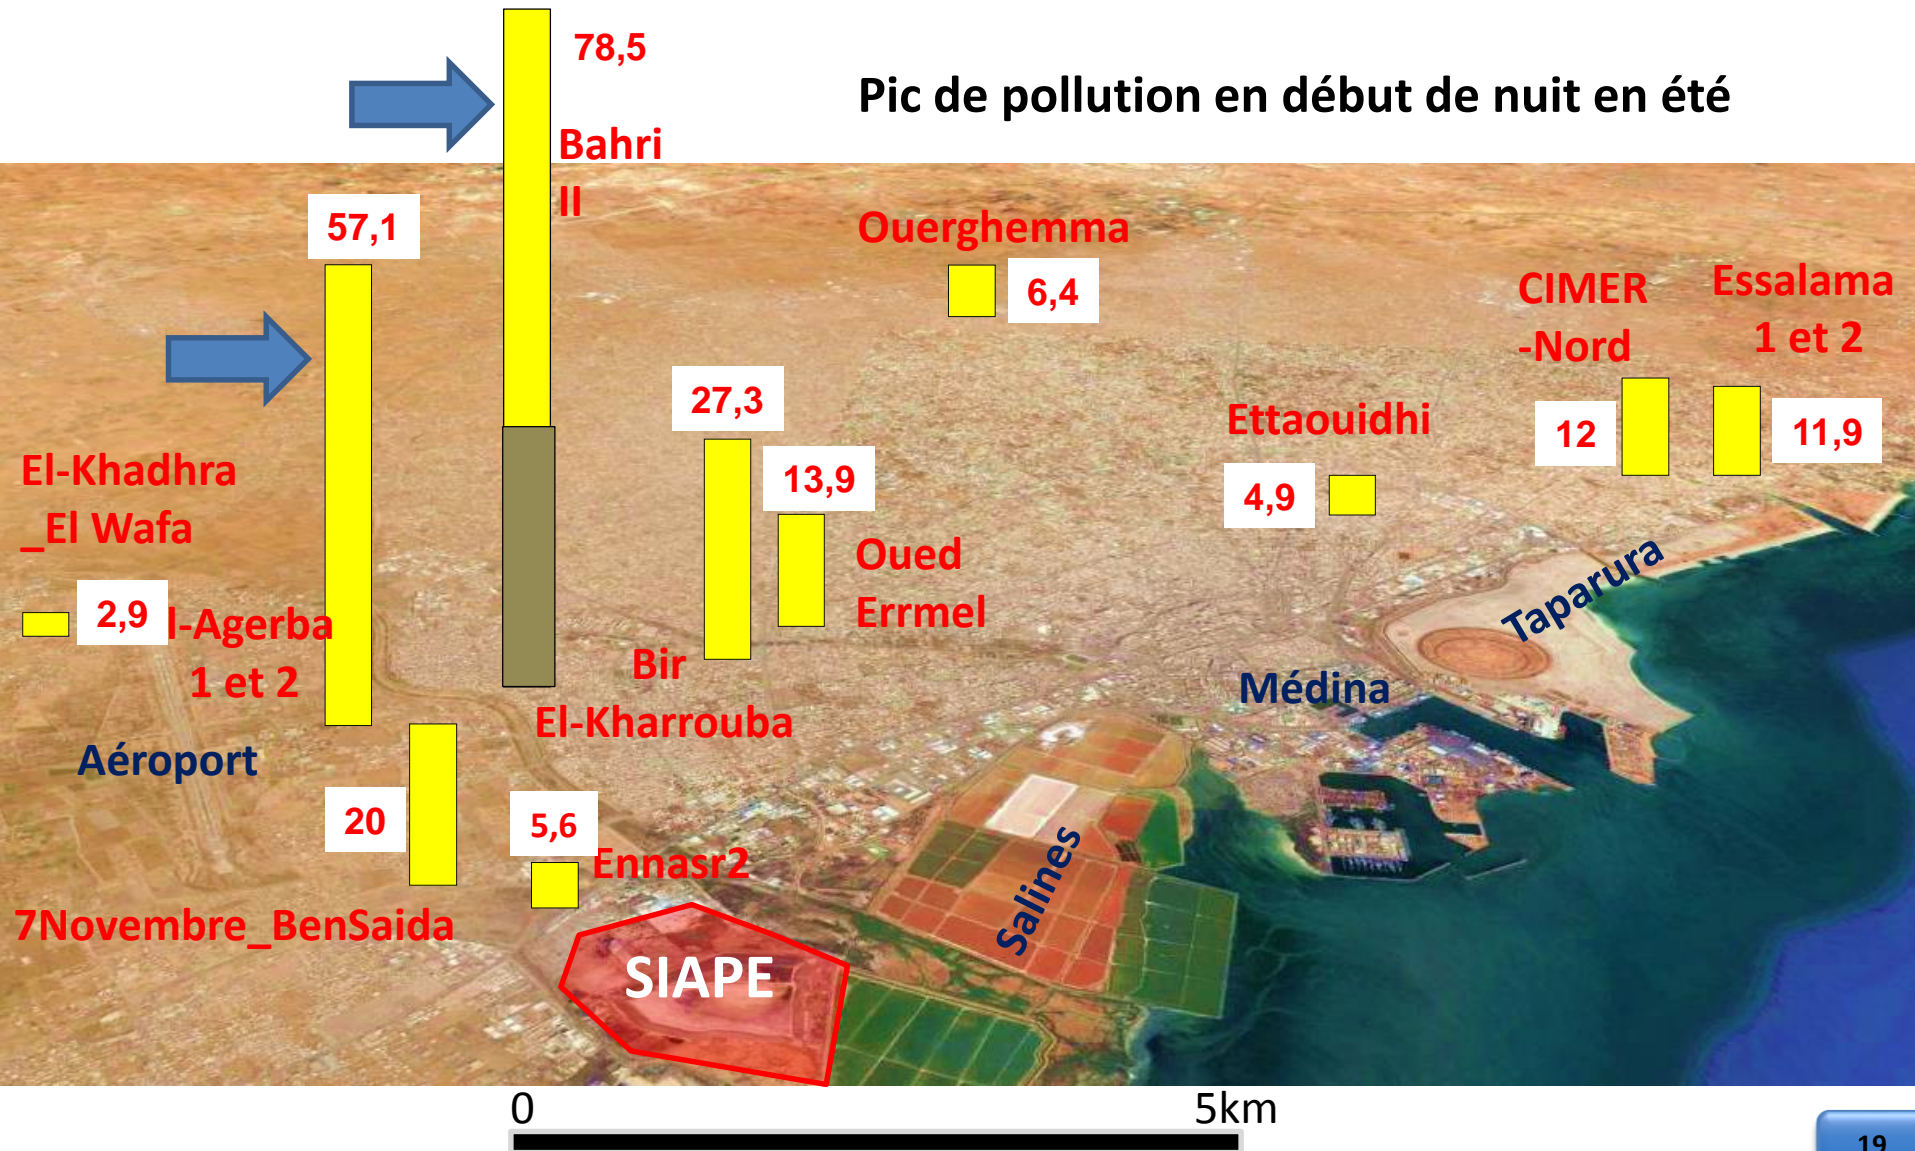 78,5
Pic de pollution en début de nuit en été
Bahri
II
57,1
Ouerghemma
6,4
CIMER
-Nord
Essalama
1 et 2
27,3
13,9
Ettaouidhi
12
11,9
4,9
El-Khadhra
_El Wafa
Oued
Errmel
2,9
l-Agerba
1 et 2
Bir
El-Kharrouba
Taparura
Médina
Aéroport
20
5,6
Ennasr2
Salines
7Novembre_BenSaida
SIAPE
0
5km
19